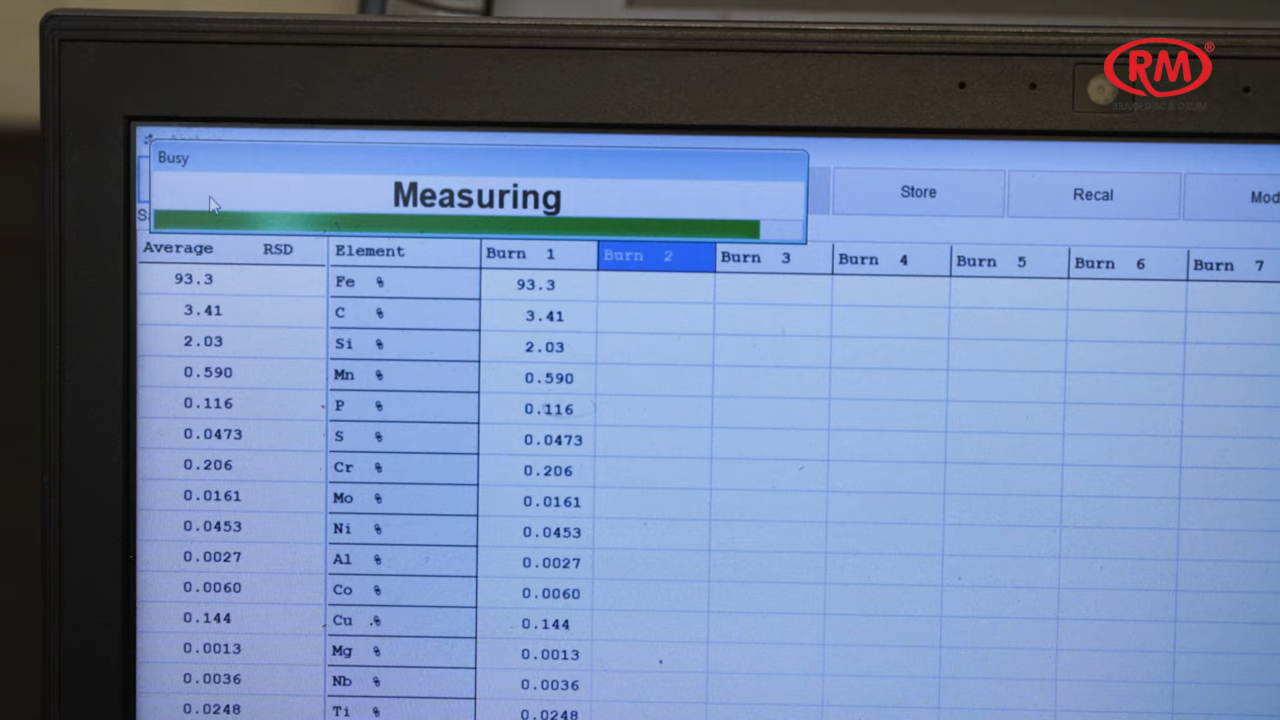 RM®
Busy
Measuring
Store Recal Mod
Average RSD Element Burn 1 Burn 2 Burn 3 Burn 4 Burn 5 Burn 6 Burn 7
93.3 Fe % 93.3
3.41 C % 3.41
2.03 Si % 2.03
0.590 Mn % 0.590
0.116 P % 0.116
0.0473 S % 0.0473
0.206 Cr % 0.206
0.0161 Mo % 0.0161
0.0453 Ni % 0.0453
0.0027 Al % 0.0027
0.0060 Co % 0.0060
0.144 Cu % 0.144
0.0013 Mg % 0.0013
0.0036 Nb % 0.0036
0.0248 Ti % 0.0248